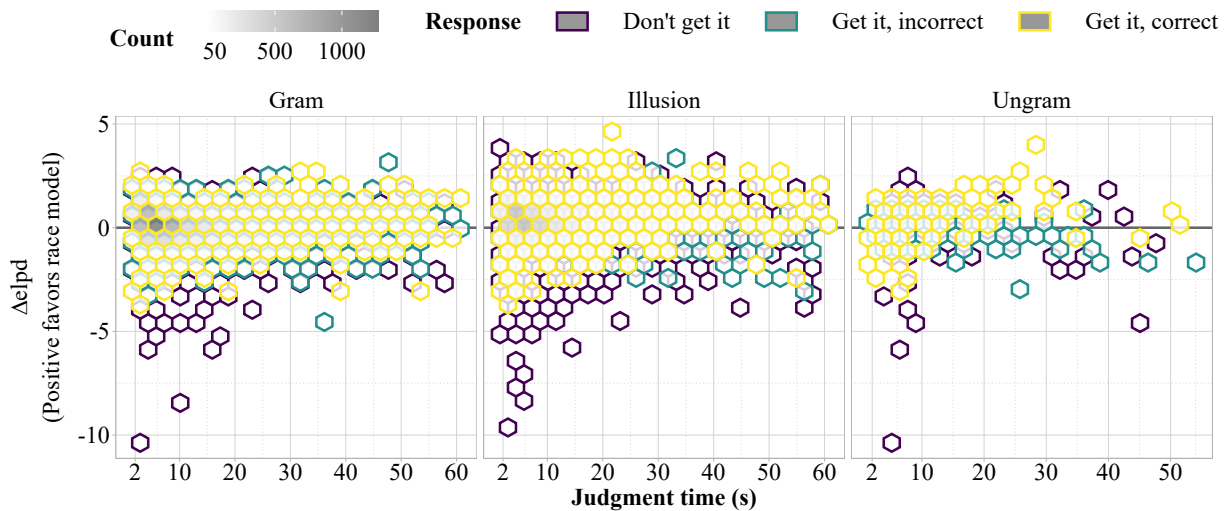 Count
50 500 1000
Response
Don't get it
Get it, incorrect
Get it, correct
Gram
Illusion
Ungram
Δelpd
(Positive favors race model)
5
0
-5
-10
2 10 20 30 40 50 60
2 10 20 30 40 50 60
2 10 20 30 40 50
Judgment time (s)